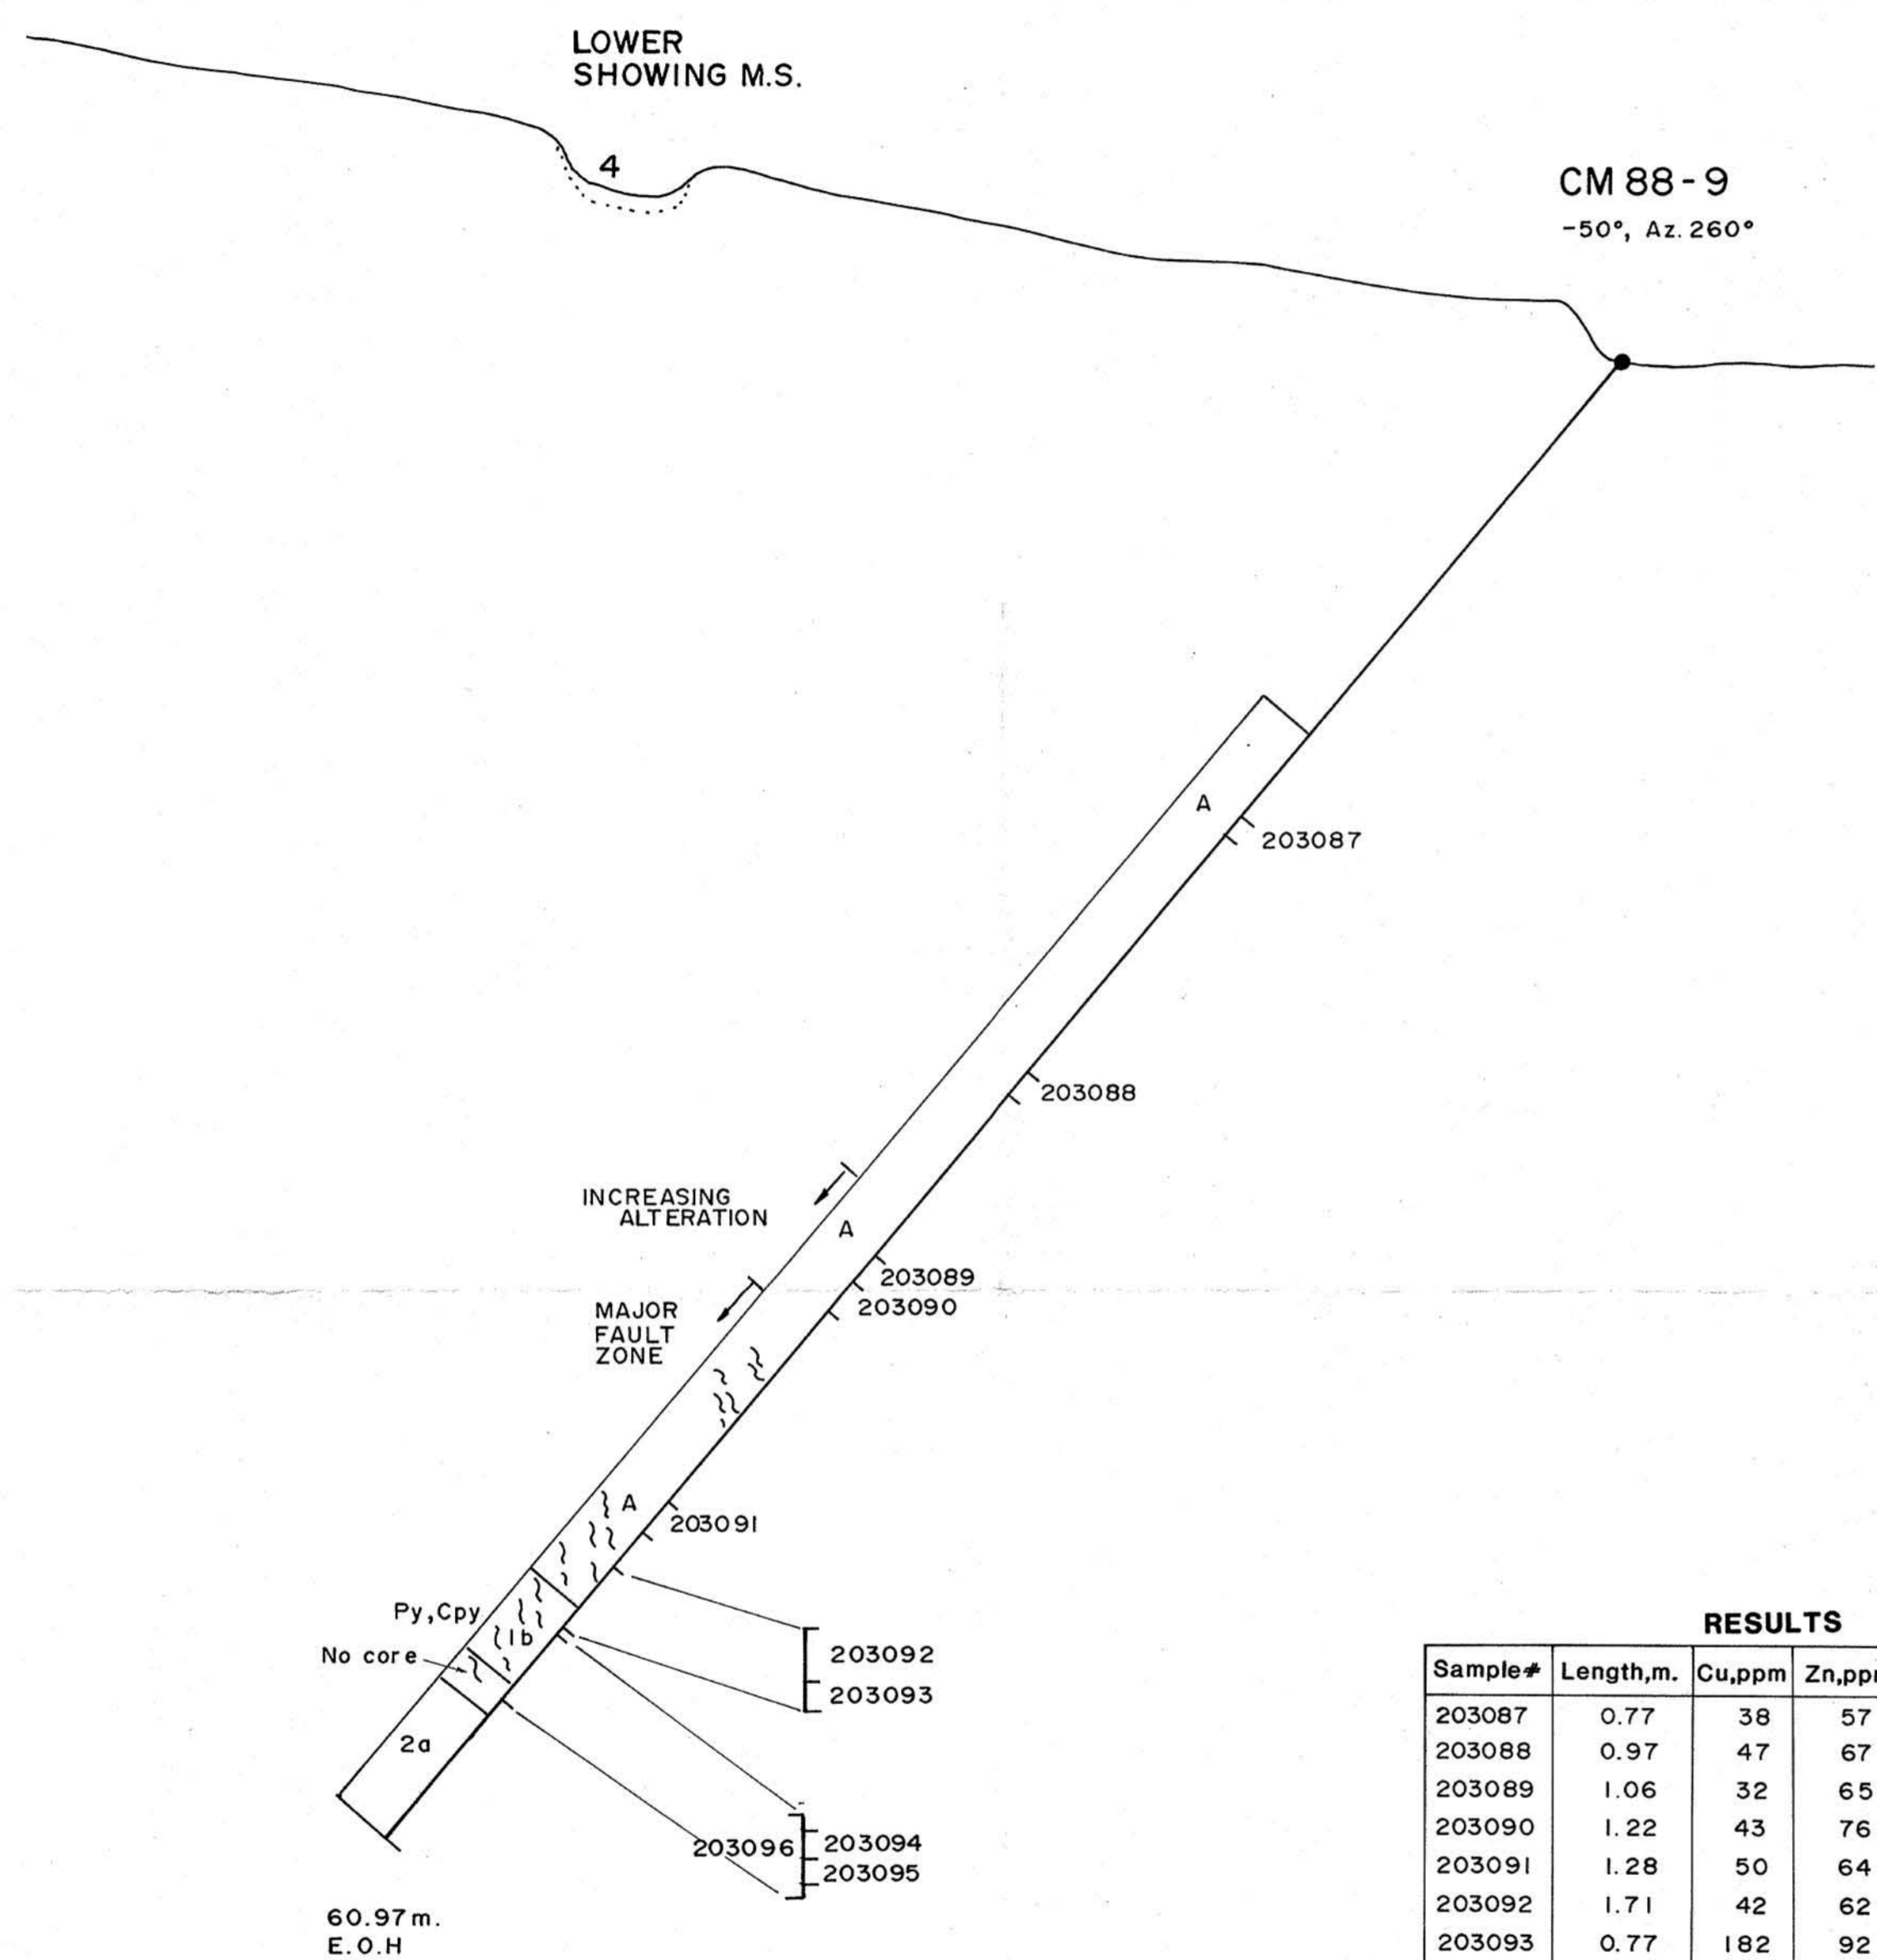 LOWER
SHOWING M.S.
4
CM 88-9
-50°, Az. 260°
A
203087
203088
INCREASING
ALTERATION
A
203089
203090
MAJOR
FAULT
ZONE
A
203091
Py, Cpy
1b
No core
203092
203093
2a
203096
203094
203095
60.97m.
E.O.H
RESULTS
Sample# Length,m. Cu,ppm Zn,pp
203087 0.77 38 57
203088 0.97 47 67
203089 1.06 32 65
203090 1.22 43 76
203091 1.28 50 64
203092 1.71 42 62
203093 0.77 182 92